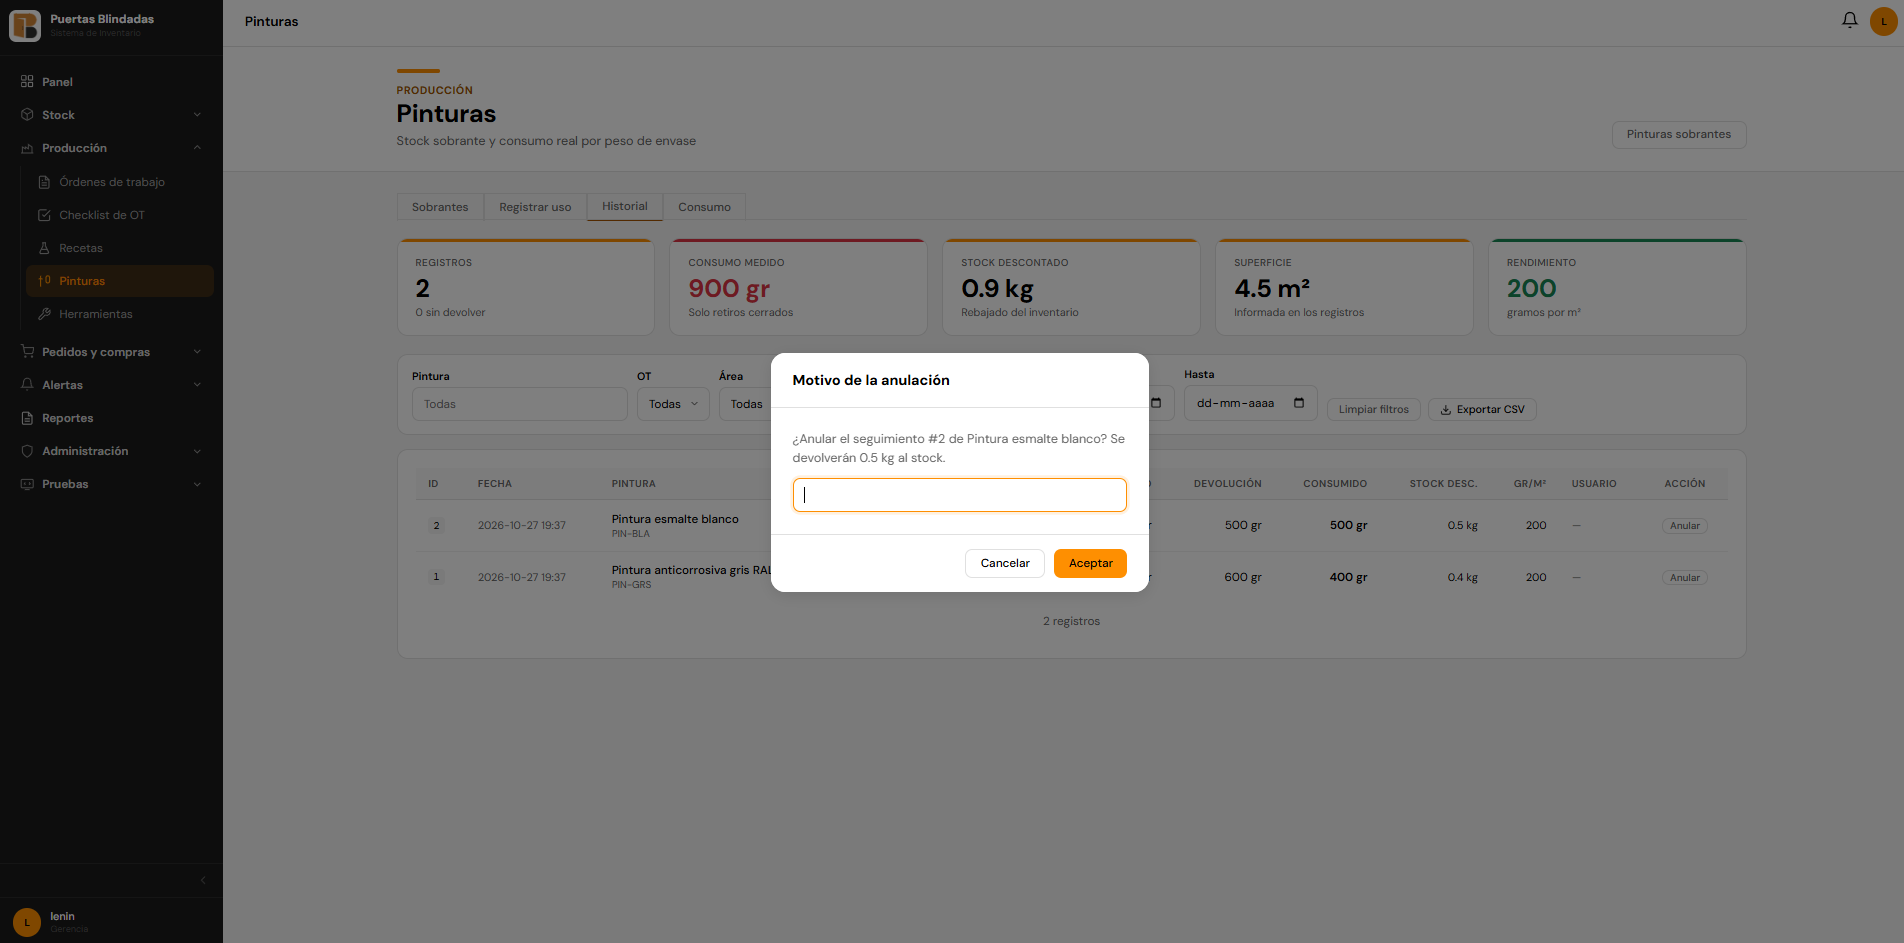 Puertas Blindadas
Sistema de Inventario
Panel
Stock
Producción
Órdenes de trabajo
Checklist de OT
Recetas
Pinturas
Herramientas
Pedidos y compras
Alertas
Reportes
Administración
Pruebas
L
lenin
Gerencia
Pinturas
L
PRODUCCIÓN
Pinturas
Stock sobrante y consumo real por peso de envase
Pinturas sobrantes
Sobrantes Registrar uso Historial Consumo
REGISTROS
2
0 sin devolver
CONSUMO MEDIDO
900 gr
Solo retiros cerrados
STOCK DESCONTADO
0.9 kg
Rebajado del inventario
SUPERFICIE
4.5 m²
Informada en los registros
RENDIMIENTO
200
gramos por m²
Pintura OT Área Hasta
Todas Todas Todas dd-mm-aaaa Limpiar filtros Exportar CSV
ID FECHA PINTURA DEVOLUCIÓN CONSUMIDO STOCK DESC. GR/M² USUARIO ACCIÓN
2 2026-10-27 19:37 Pintura esmalte blanco 500 gr 500 gr 0.5 kg 200 — Anular
PIN-BLA
1 2026-10-27 19:37 Pintura anticorrosiva gris RAL 600 gr 400 gr 0.4 kg 200 — Anular
PIN-GRS
2 registros
Motivo de la anulación
¿Anular el seguimiento #2 de Pintura esmalte blanco? Se
devolverán 0.5 kg al stock.
Cancelar Aceptar